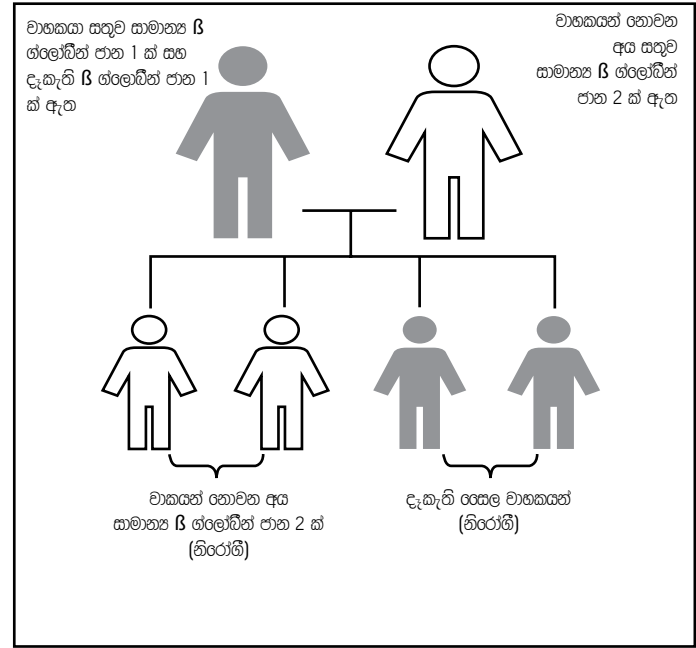 වාහකයා සතුව සාමාන්‍ය ß
ග්ලෝබීන් ජාන 1 ක් සහ
දෑකැති ß ග්ලෝබීන් ජාන 1
ක් ඇත
වාහකයන් නොවන
අය සතුව
සාමාන්‍ය ß ග්ලෝබීන්
ජාන 2 ක් ඇත
වාකයන් නොවන අය
සාමාන්‍ය ß ග්ලෝබීන් ජාන 2 ක්
(නිරෝගී)
දෑකැති සෛල වාහකයන්
(නිරෝගී)